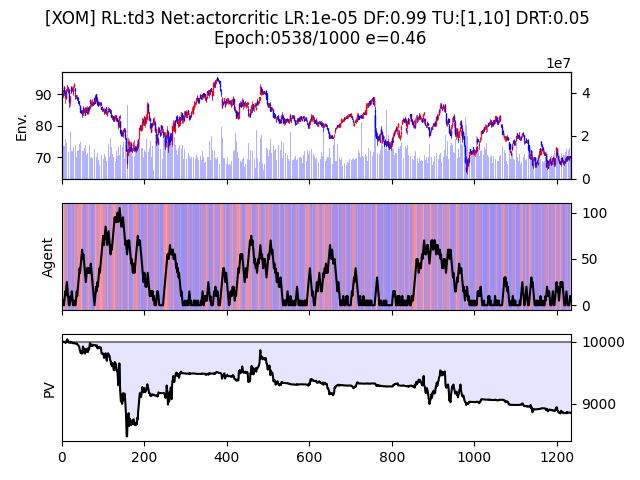 [XOM] RL:td3 Net:actorcritic LR:1e-05 DF:0.99 TU:[1,10] DRT:0.05
Epoch:0538/1000 e=0.46
1e7
Env.
90
80
70
4
2
0
Agent
100
50
0
PV
10000
9000
0 200 400 600 800 1000 1200